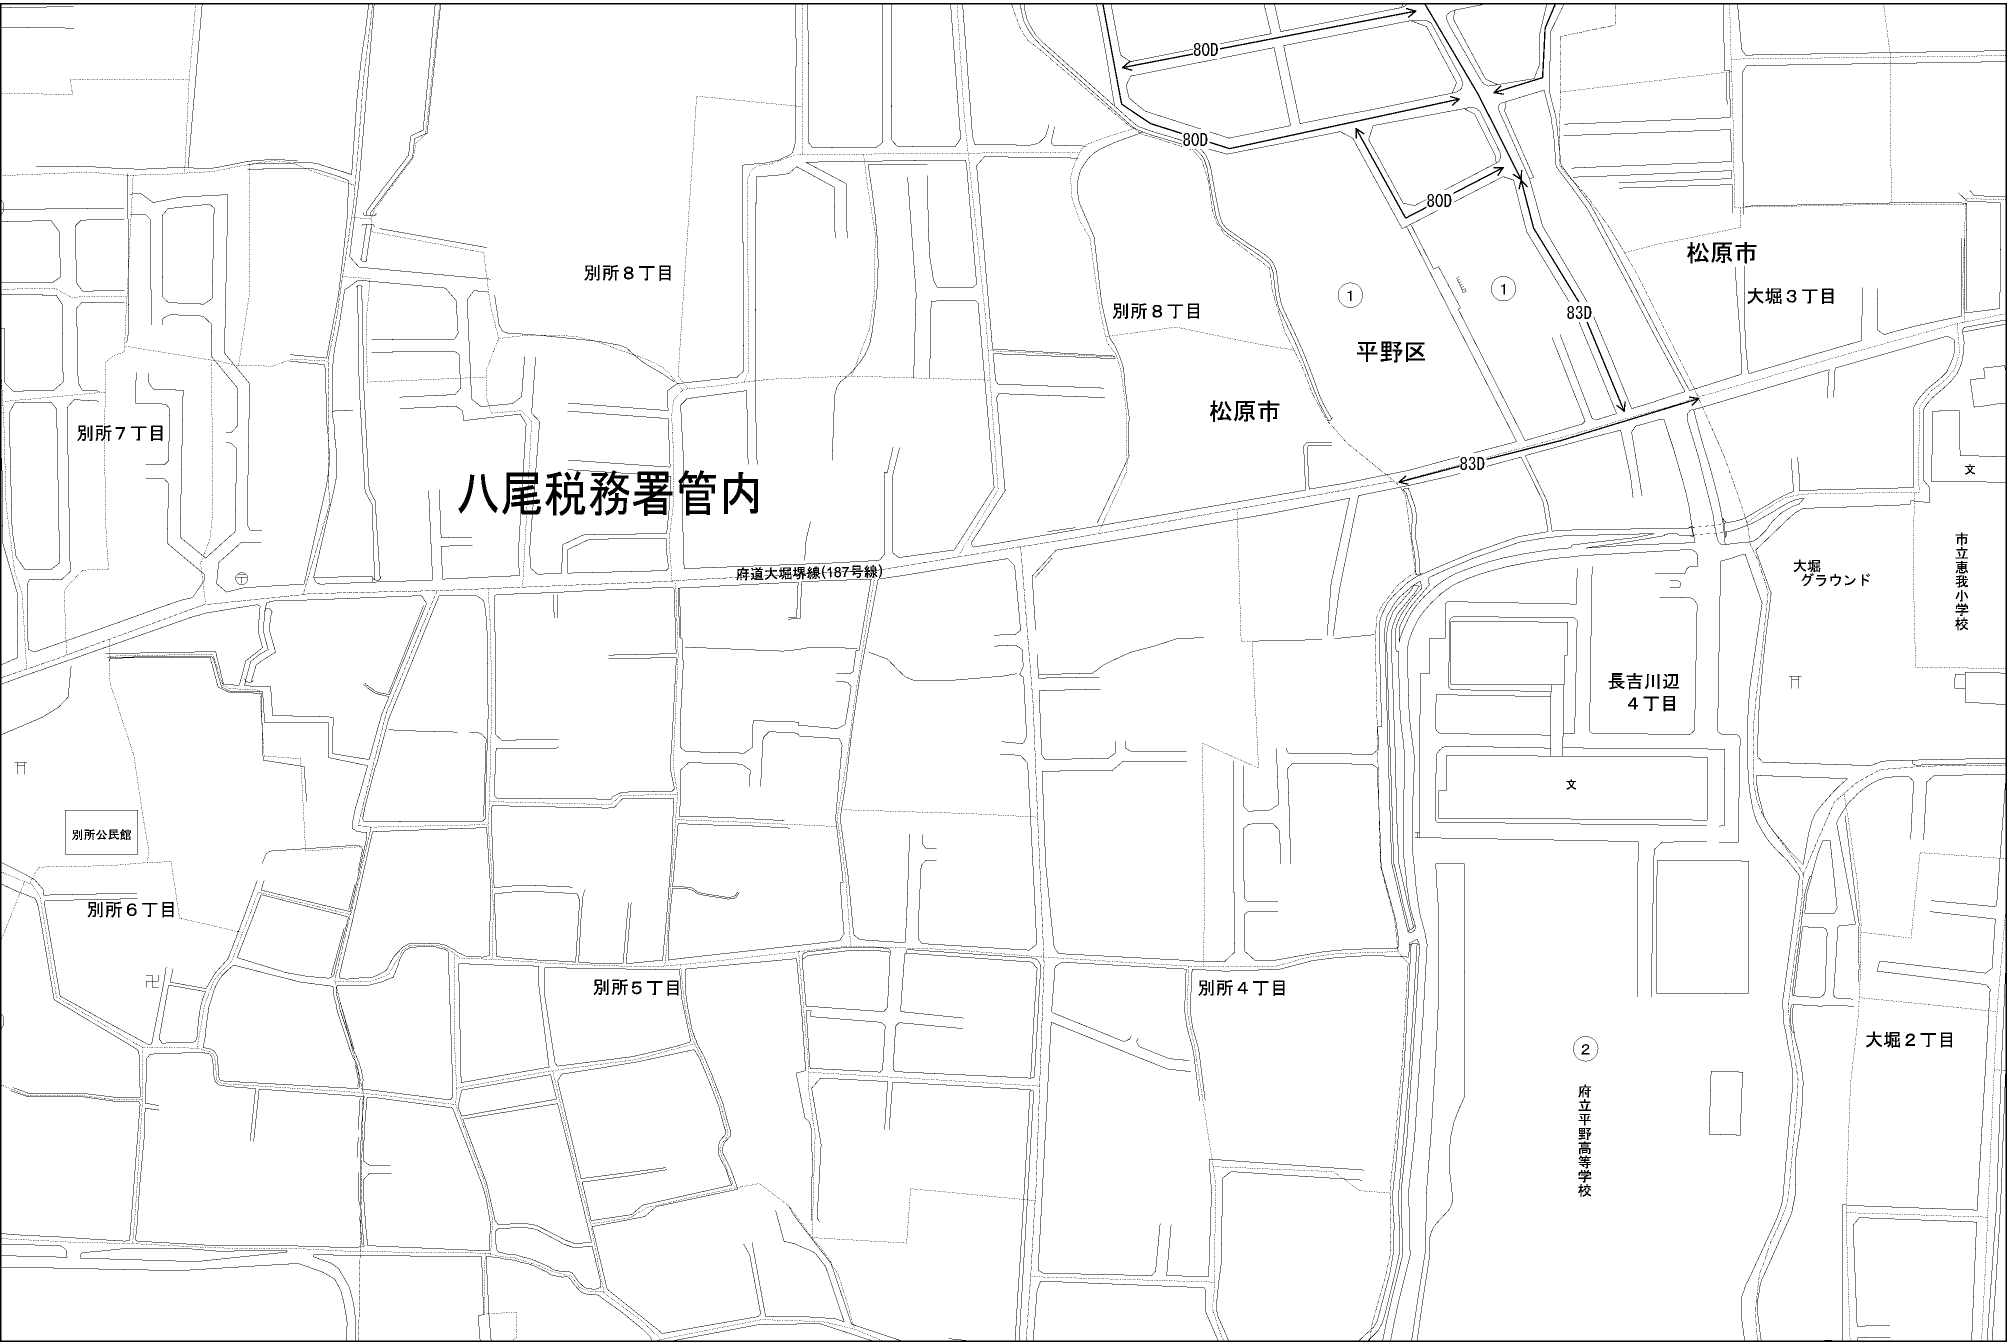 80D
80D
80D
松原市
別所８丁目
①
①
大堀３丁目
別所８丁目
83D
平野区
松原市
別所７丁目
83D
文
八尾税務署管内
府道大堀堺線(187号線)
大堀
グラウンド
市立恵我小学校
長吉川辺
４丁目
文
別所公民館
別所６丁目
別所５丁目
別所４丁目
大堀２丁目
②
府立平野高等学校